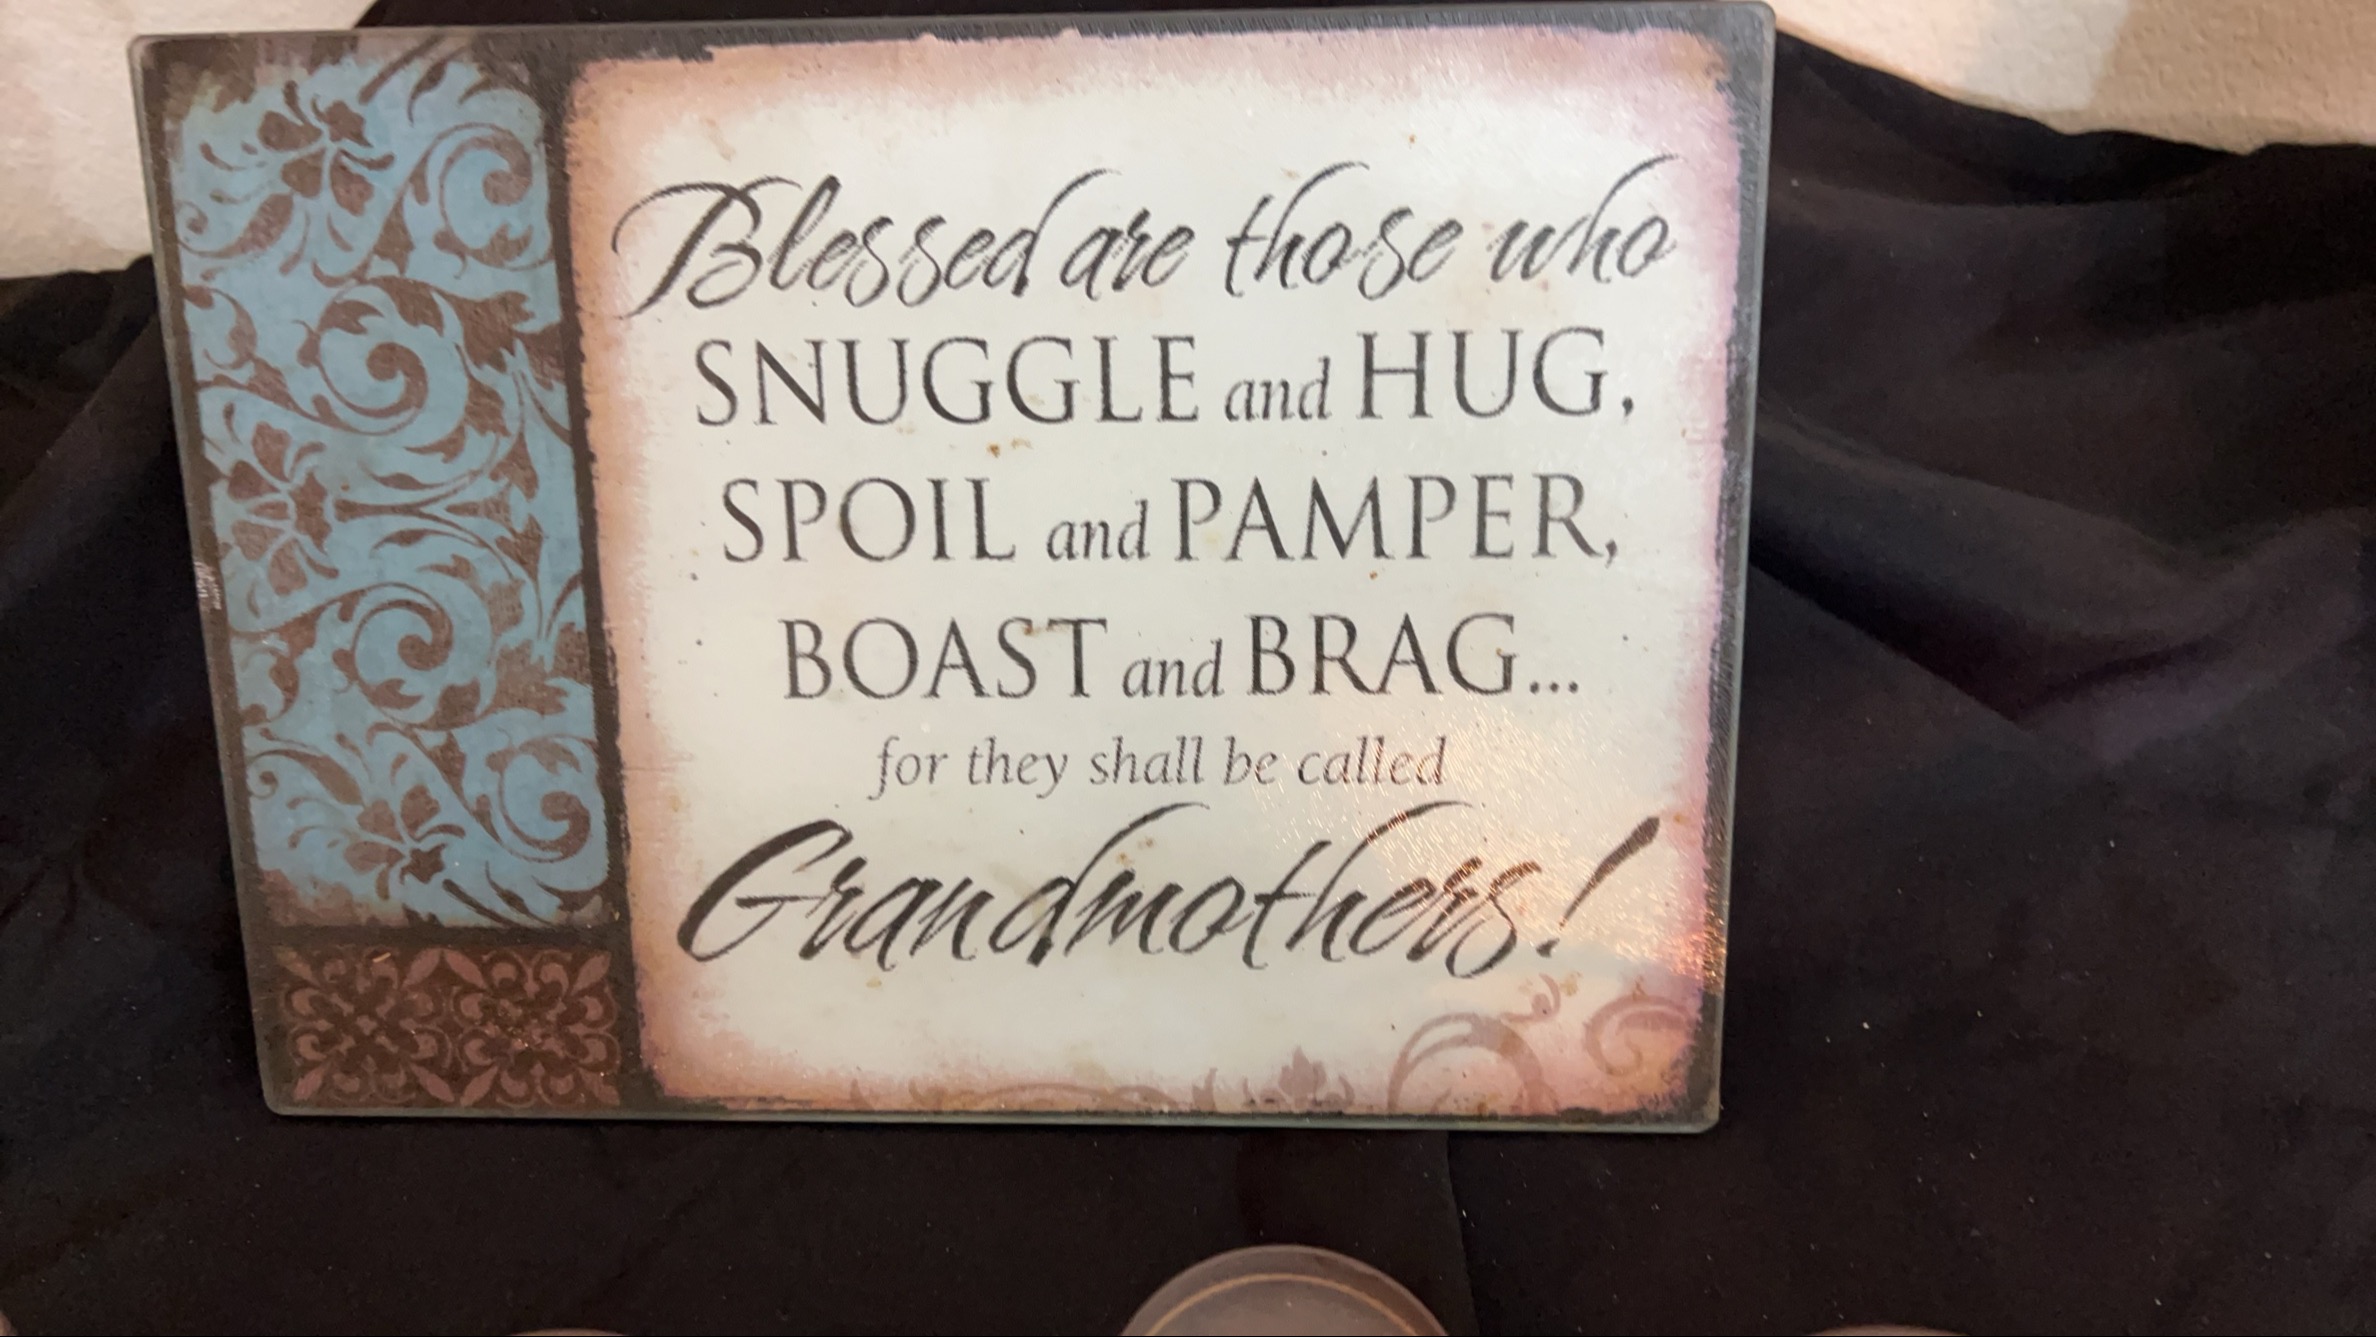 Blessed are those who
SNUGGLE and HUG,
SPOIL and PAMPER,
BOAST and BRAG...
for they shall be called
Grandmothers!